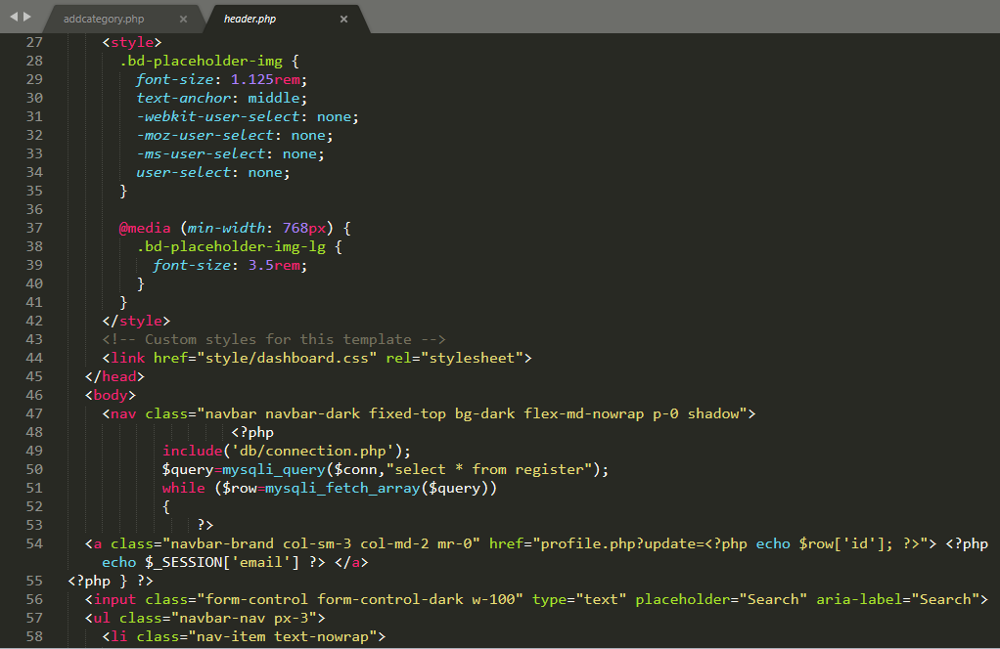 addcategory.php × header.php ×
27 <style>
28 .bd-placeholder-img {
29 font-size: 1.125rem;
30 text-anchor: middle;
31 -webkit-user-select: none;
32 -moz-user-select: none;
33 -ms-user-select: none;
34 user-select: none;
35 }
36
37 @media (min-width: 768px) {
38 .bd-placeholder-img-lg {
39 font-size: 3.5rem;
40 }
41 }
42 </style>
43 <!-- Custom styles for this template -->
44 <link href="style/dashboard.css" rel="stylesheet">
45 </head>
46 <body>
47 <nav class="navbar navbar-dark fixed-top bg-dark flex-md-nowrap p-0 shadow">
48 <?php
49 include('db/connection.php');
50 $query=mysqli_query($conn,"select * from register");
51 while ($row=mysqli_fetch_array($query))
52 {
53 ?>
54 <a class="navbar-brand col-sm-3 col-md-2 mr-0" href="profile.php?update=<?php echo $row['id']; ?>"> <?php
echo $_SESSION['email'] ?> </a>
55 <?php } ?>
56 <input class="form-control form-control-dark w-100" type="text" placeholder="Search" aria-label="Search">
57 <ul class="navbar-nav px-3">
58 <li class="nav-item text-nowrap">